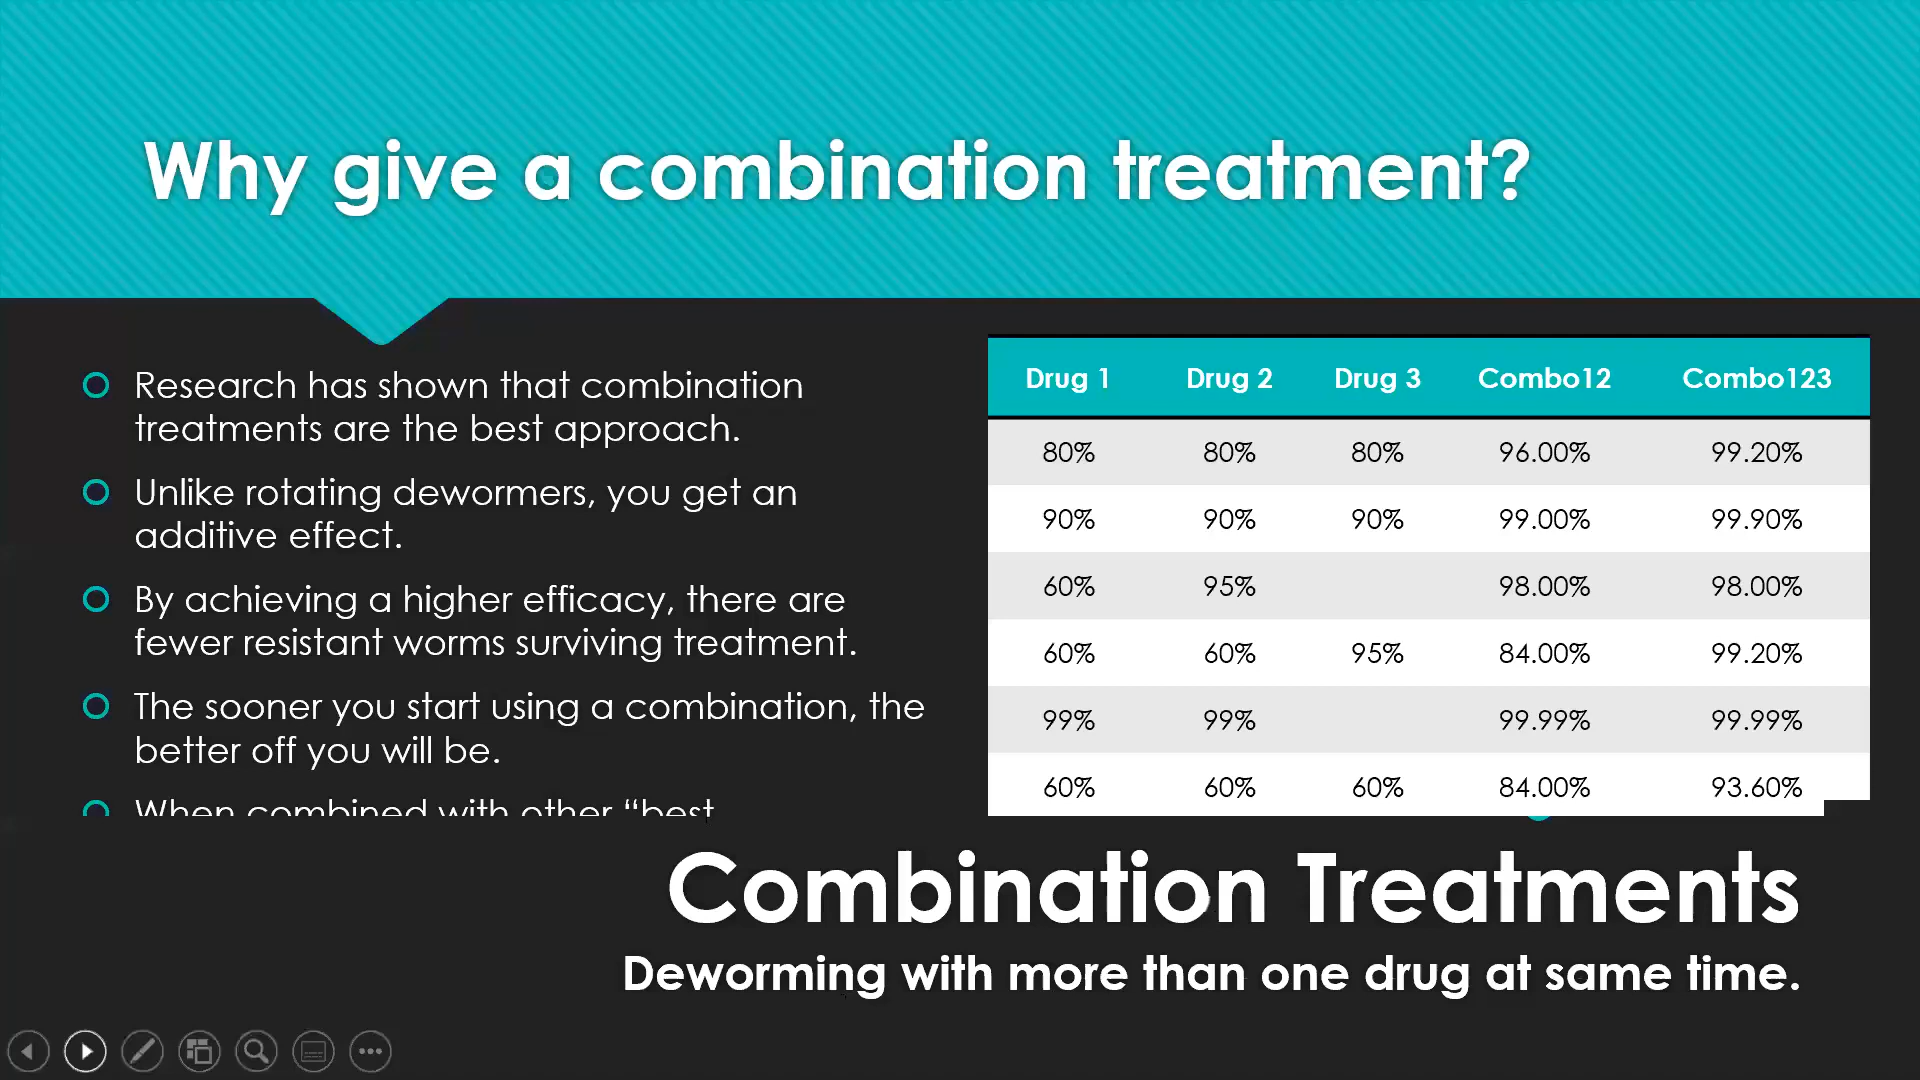 Why give a combination treatment?
Research has shown that combination
treatments are the best approach.
Unlike rotating dewormers, you get an
additive effect.
By achieving a higher efficacy, there are
fewer resistant worms surviving treatment.
The sooner you start using a combination, the
better off you will be.
When combined with other “best
Drug 1 Drug 2 Drug 3 Combo12 Combo123
80% 80% 80% 96.00% 99.20%
90% 90% 90% 99.00% 99.90%
60% 95% 98.00% 98.00%
60% 60% 95% 84.00% 99.20%
99% 99% 99.99% 99.99%
60% 60% 60% 84.00% 93.60%
Combination Treatments
Deworming with more than one drug at same time.